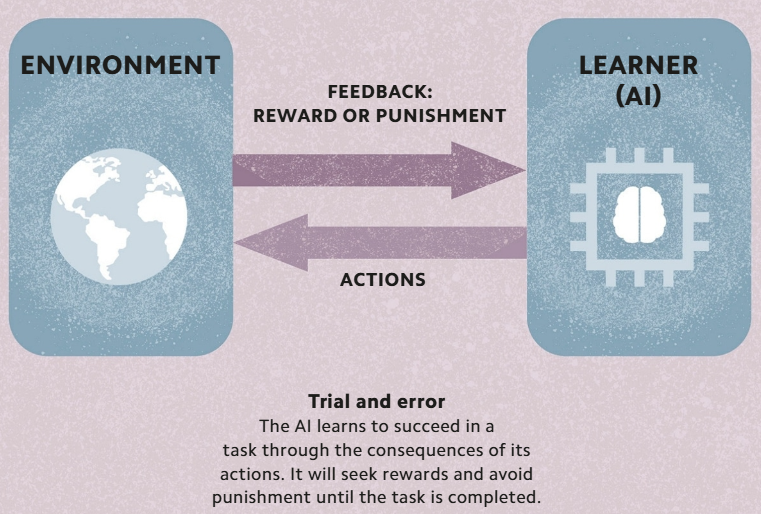 ENVIRONMENT
FEEDBACK:
REWARD OR PUNISHMENT
ACTIONS
LEARNER
(AI)
Trial and error
The AI learns to succeed in a
task through the consequences of its
actions. It will seek rewards and avoid
punishment until the task is completed.